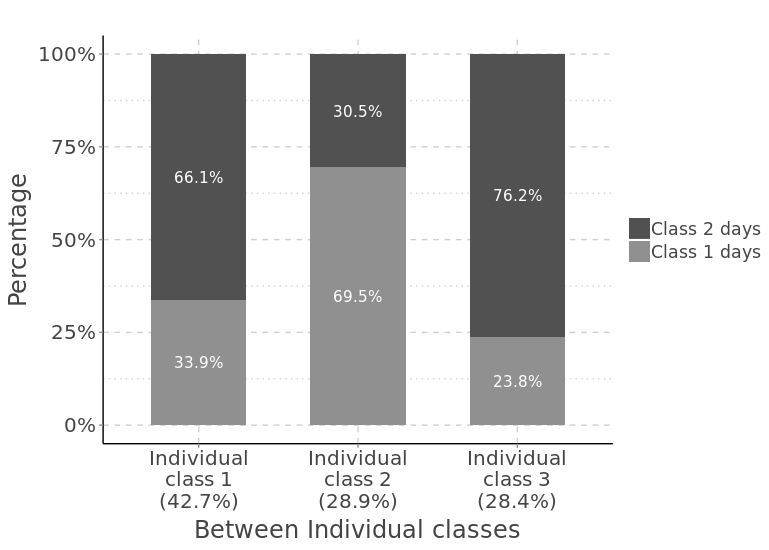 100%
75%
50%
25%
0%
Percentage
66.1%
33.9%
30.5%
69.5%
76.2%
23.8%
Class 2 days
Class 1 days
Individual
class 1
(42.7%)
Individual
class 2
(28.9%)
Individual
class 3
(28.4%)
Between Individual classes